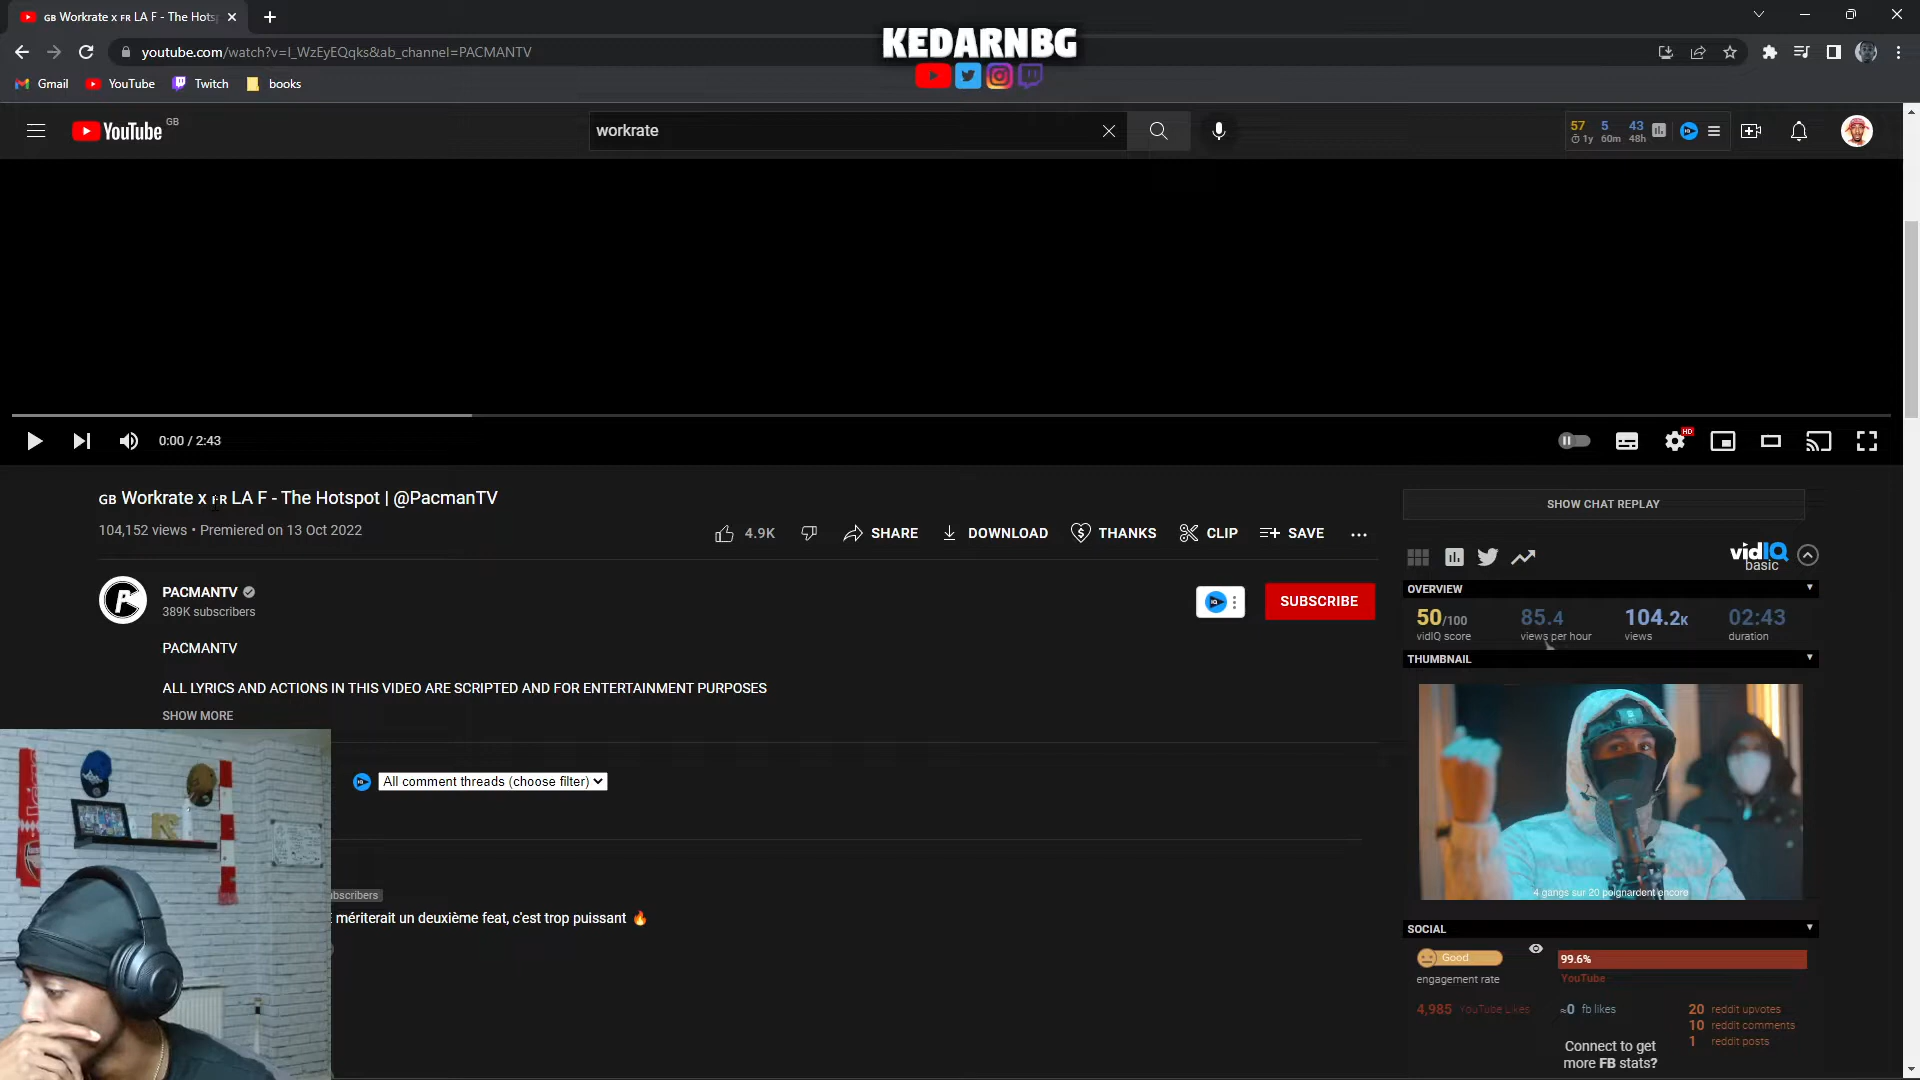 GB Workrate x FR LA F - The Hots
youtube.com/watch?v=I_WzEyEQqks&ab_channel=PACMANTV
KEDARNBG
Gmail
YouTube
Twitch
books
YouTube GB
workrate
57 5 43
1y 60m 48h
HD
0:00 / 2:43
GB Workrate x FR LA F - The Hotspot | @PacmanTV
104,152 views • Premiered on 13 Oct 2022
4.9K
SHARE
DOWNLOAD
THANKS
CLIP
SAVE
SHOW CHAT REPLAY
vidIQ
basic
PACMANTV
389K subscribers
SUBSCRIBE
PACMANTV
ALL LYRICS AND ACTIONS IN THIS VIDEO ARE SCRIPTED AND FOR ENTERTAINMENT PURPOSES
SHOW MORE
OVERVIEW
50/100 85.4 104.2K 02:43
vidIQ score views per hour views duration
THUMBNAIL
4 gangs sur 20 poignardent encore
All comment threads (choose filter)
ubscribers
mériterait un deuxième feat, c'est trop puissant 🔥
SOCIAL
Good
engagement rate
99.6%
YouTube
4,985 YouTube Likes
≈0 fb likes
20 reddit upvotes
10 reddit comments
1 reddit posts
Connect to get
more FB stats?